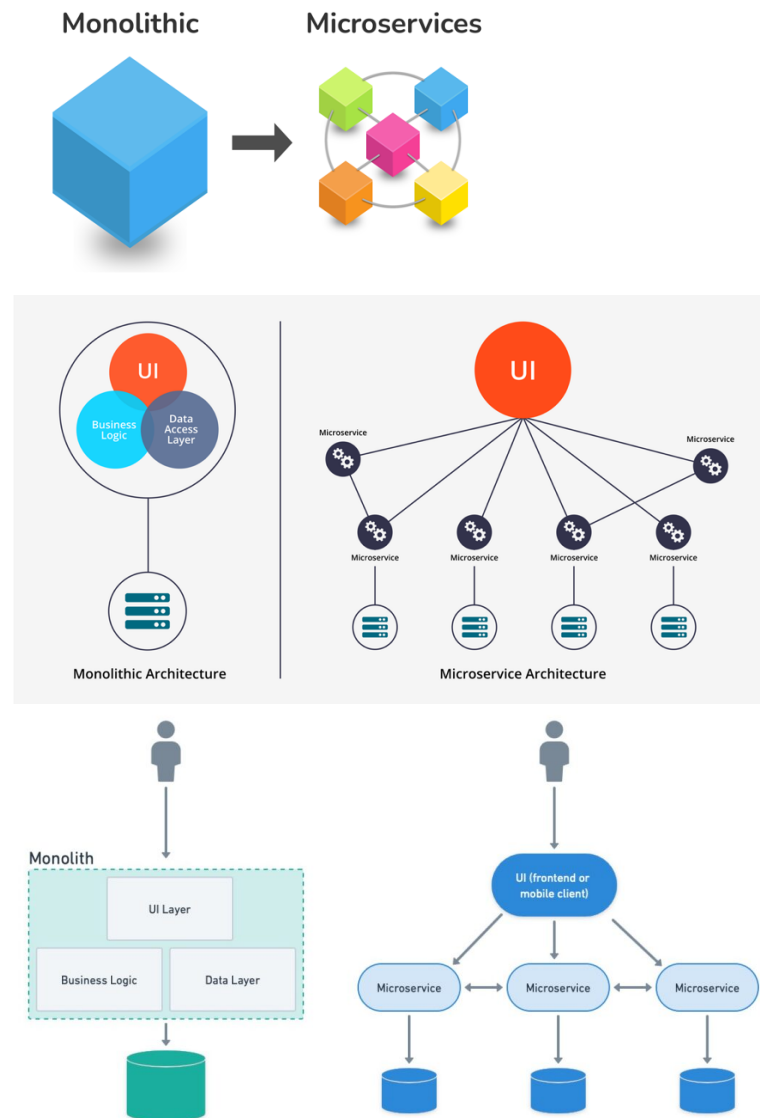 Monolithic
Microservices
UI
Business
Logic
Data
Access
Layer
Monolithic Architecture
UI
Microservice
Microservice
Microservice
Microservice
Microservice
Microservice
Microservice Architecture
Monolith
UI Layer
Business Logic
Data Layer
UI (frontend or
mobile client)
Microservice
Microservice
Microservice